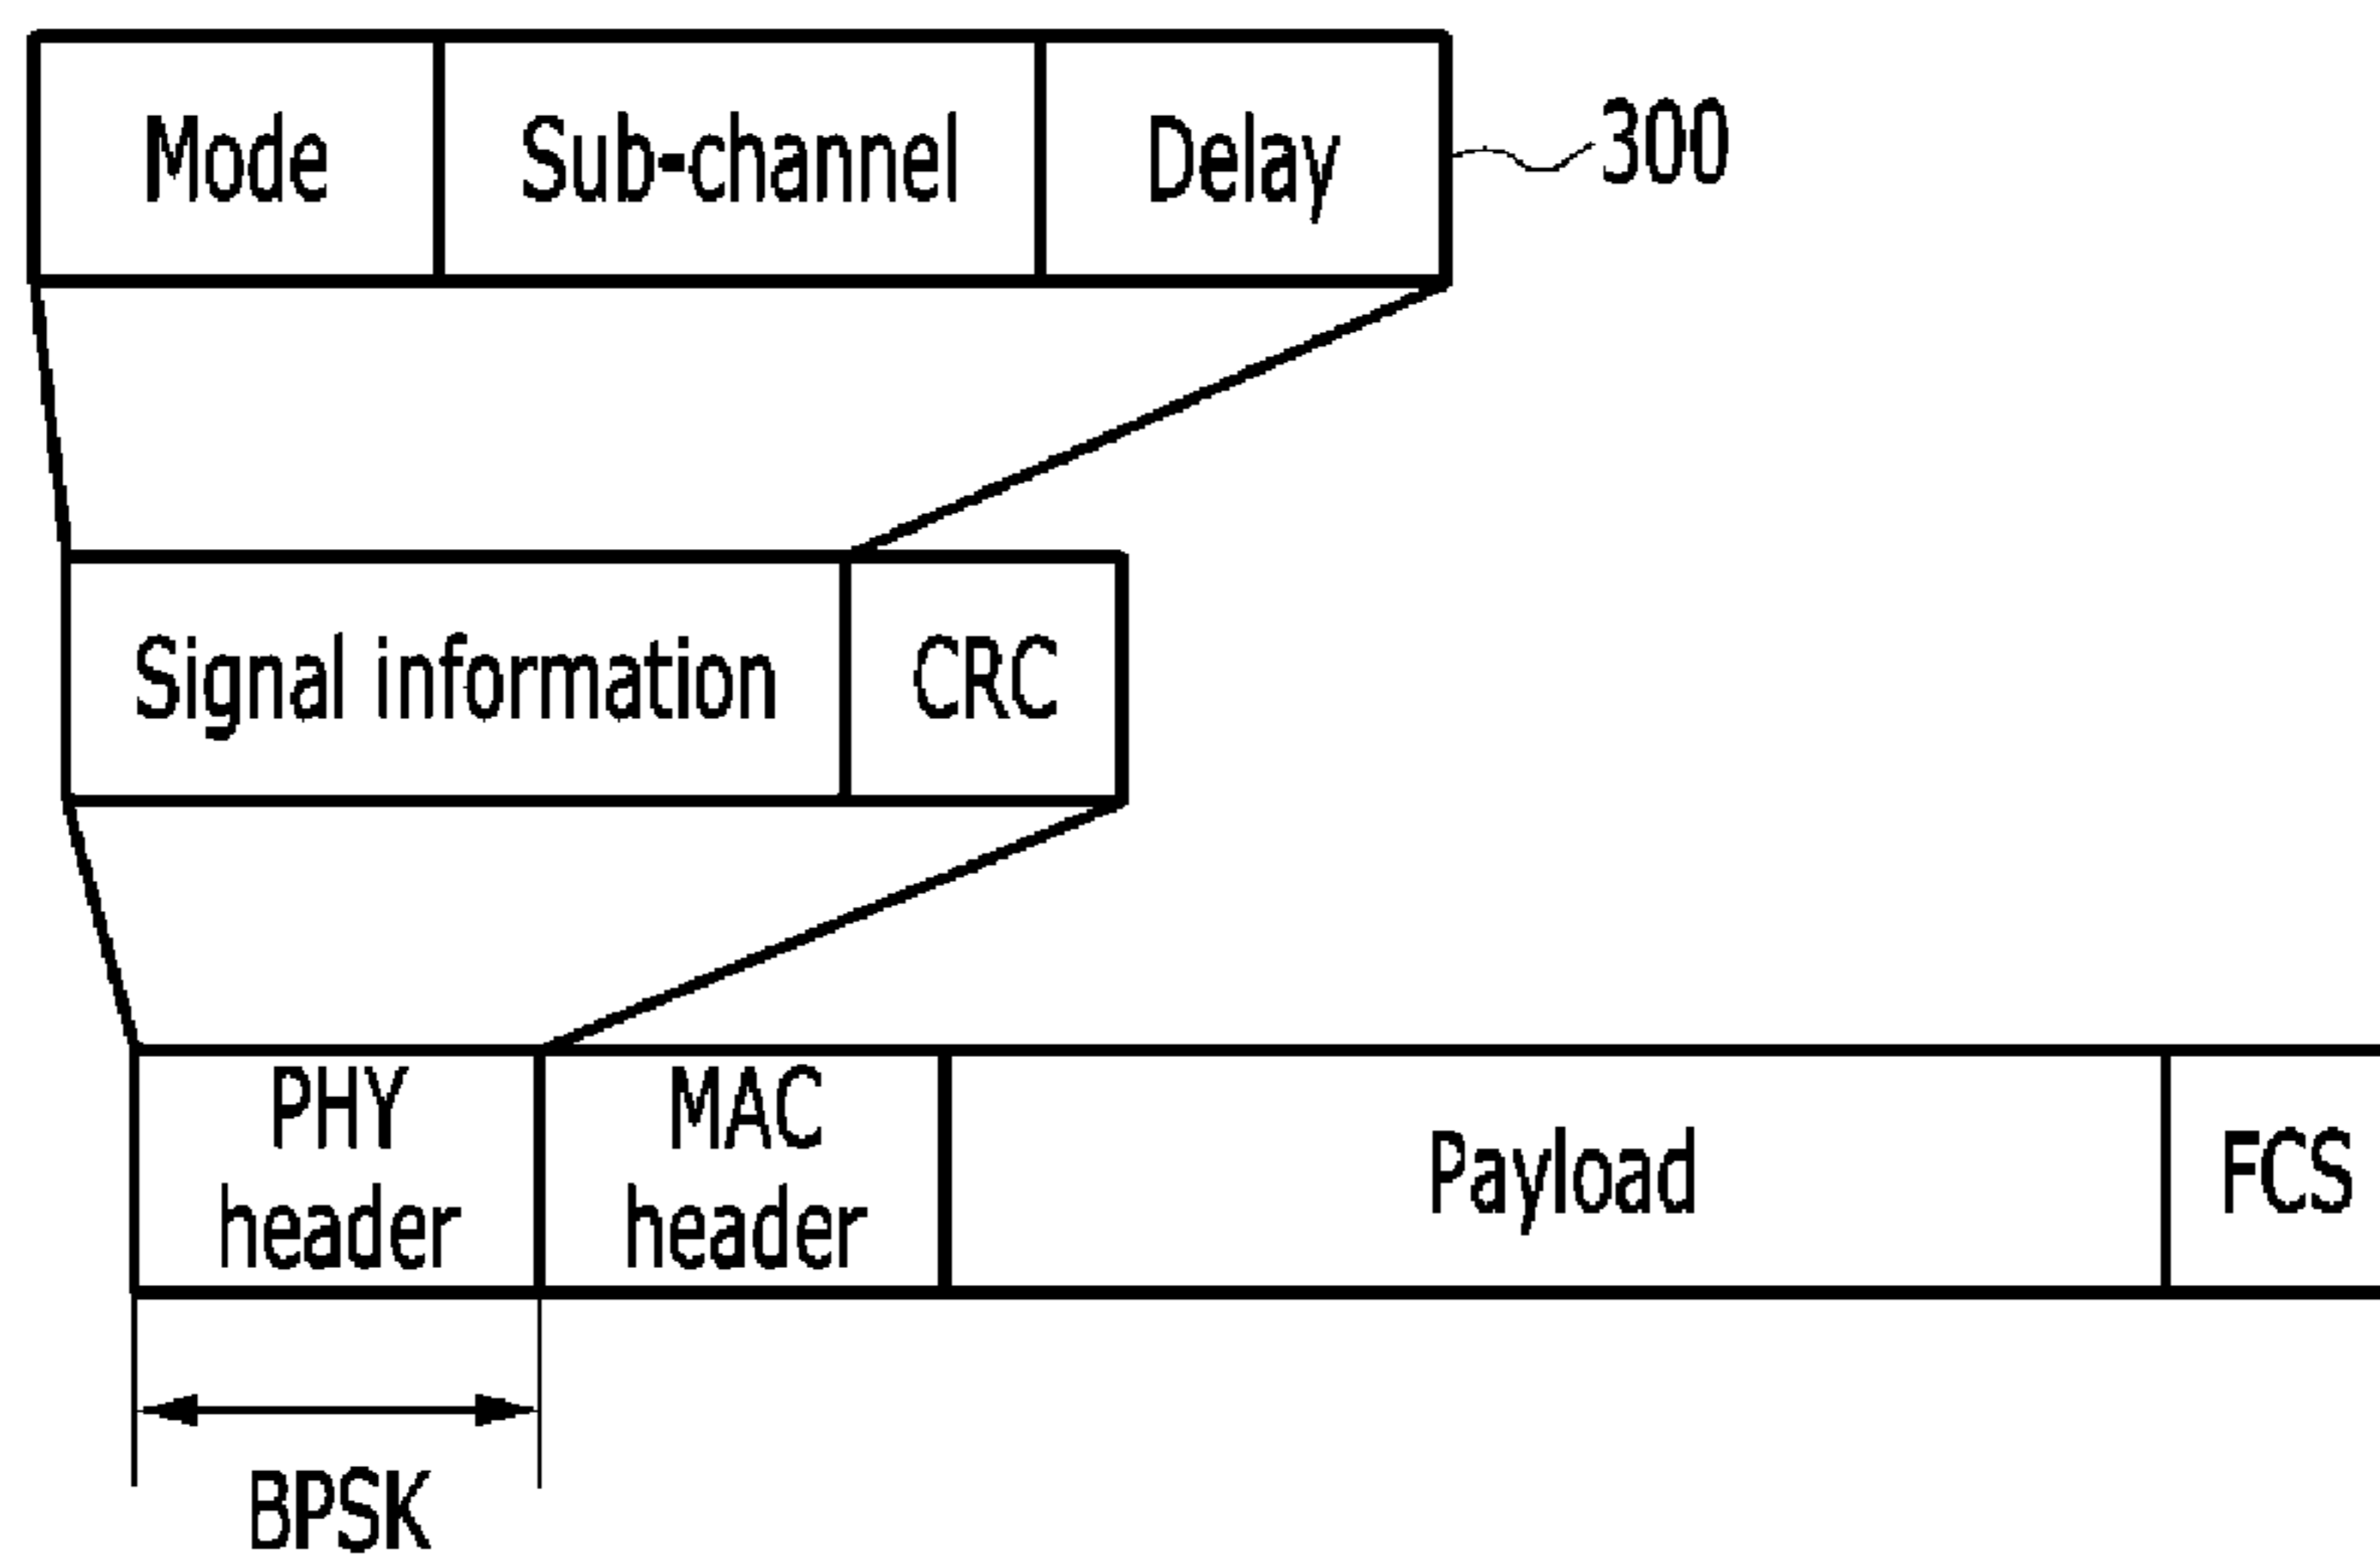 Mode Sub-channel Delay 300
Signal information CRC
PHY header MAC header Payload FCS
BPSK